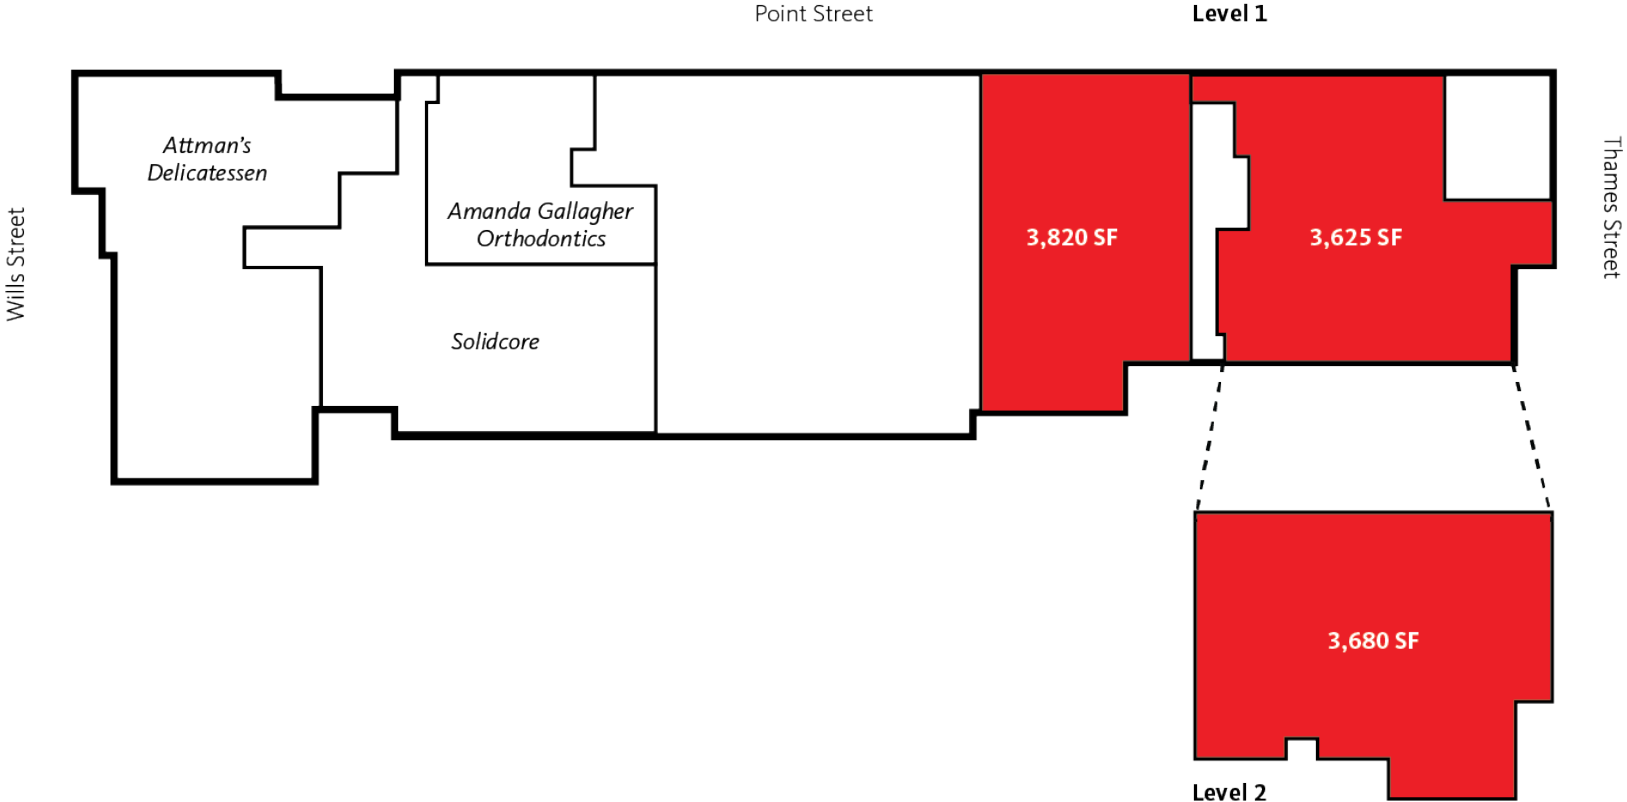 Point Street
Level 1
Attman’s
Delicatessen
Amanda Gallagher
Orthodontics
Solidcore
3,820 SF
3,625 SF
Wills Street
Thames Street
3,680 SF
Level 2